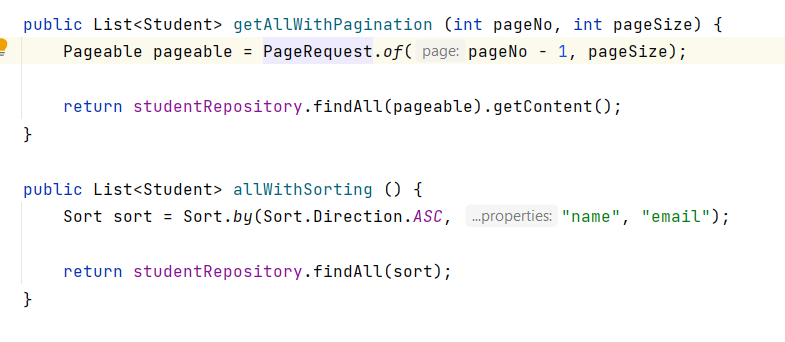 public List<Student> getAllWithPagination (int pageNo, int pageSize) {
Pageable pageable = PageRequest.of( page: pageNo - 1, pageSize);
return studentRepository.findAll(pageable).getContent();
}
public List<Student> allWithSorting () {
Sort sort = Sort.by(Sort.Direction.ASC, ...properties: "name", "email");
return studentRepository.findAll(sort);
}